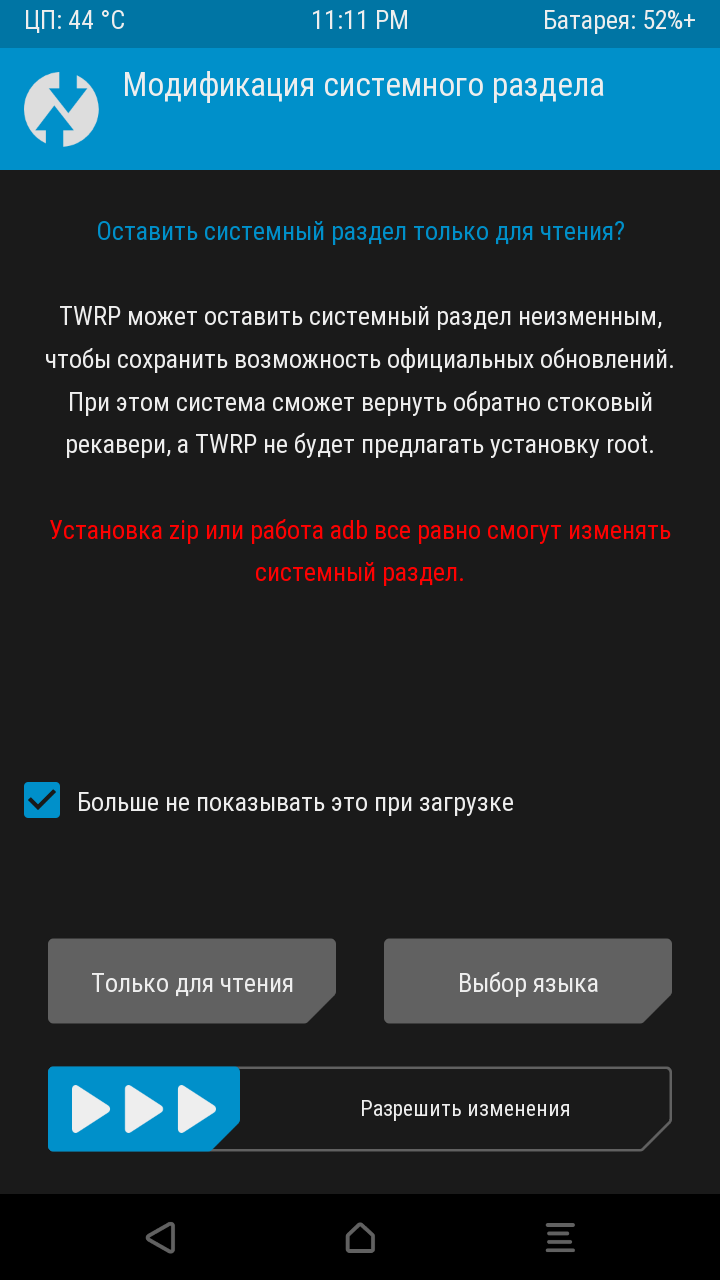 ЦП: 44 °C 11:11 PM Батарея: 52%+
Модификация системного раздела
Оставить системный раздел только для чтения?
TWRP может оставить системный раздел неизменным,
чтобы сохранить возможность официальных обновлений.
При этом система сможет вернуть обратно стоковый
рекавери, а TWRP не будет предлагать установку root.
Установка zip или работа adb все равно смогут изменять
системный раздел.
Больше не показывать это при загрузке
Только для чтения
Выбор языка
Разрешить изменения